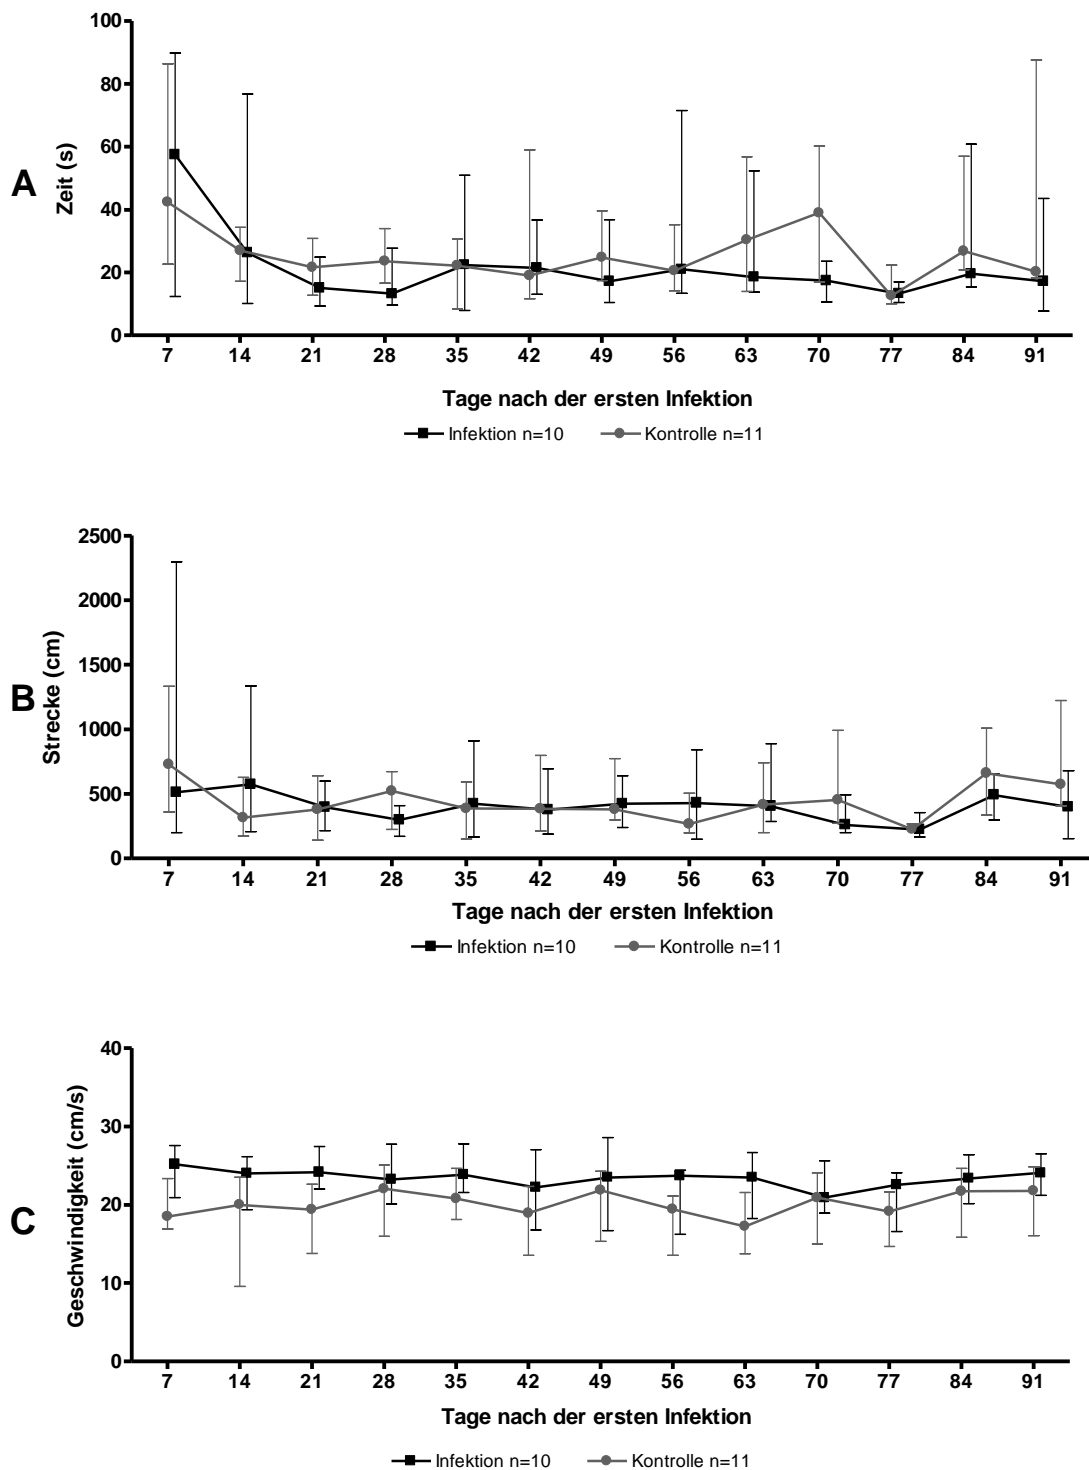 100
80
60
40
20
0
Zeit (s)
A
7 14 21 28 35 42 49 56 63 70 77 84 91
Tage nach der ersten Infektion
Infektion n=10 Kontrolle n=11
2500
2000
1500
1000
500
0
Strecke (cm)
B
7 14 21 28 35 42 49 56 63 70 77 84 91
Tage nach der ersten Infektion
Infektion n=10 Kontrolle n=11
40
30
20
10
0
Geschwindigkeit (cm/s)
C
7 14 21 28 35 42 49 56 63 70 77 84 91
Tage nach der ersten Infektion
Infektion n=10 Kontrolle n=11